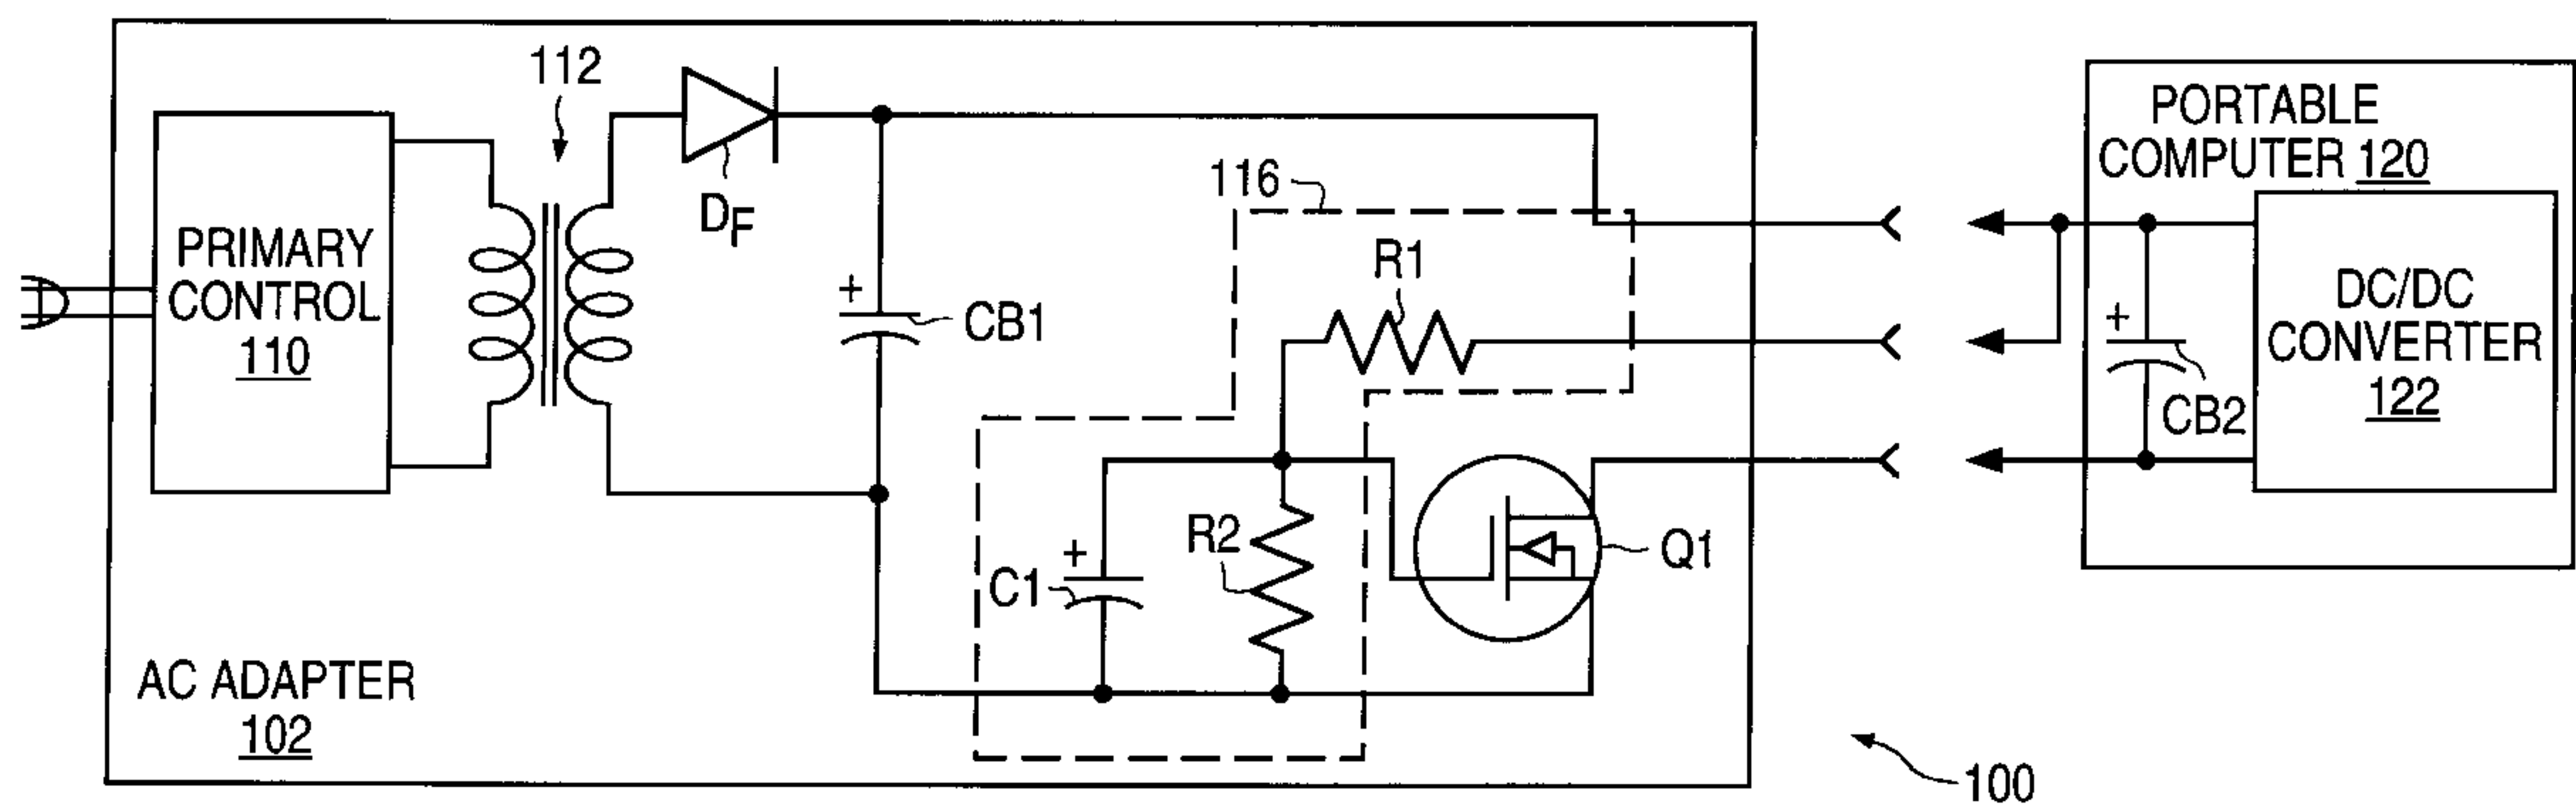 112
PORTABLE
COMPUTER 120
116
DF
R1
PRIMARY
CONTROL
110
+
CB1
DC/DC
CONVERTER
122
+
CB2
R2
Q1
+
C1
AC ADAPTER
102
100